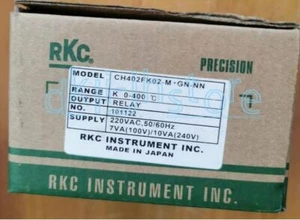 RKC. PRECISION
MODEL CH402FK02-M*GN-NN
RANGE K 0-400 ℃
OUTPUT RELAY
NO. 101122
SUPPLY 220VAC,50/60Hz
7VA(100V)/10VA(240V)
RKC INSTRUMENT INC.
MADE IN JAPAN
RKC INSTRUMENT INC.